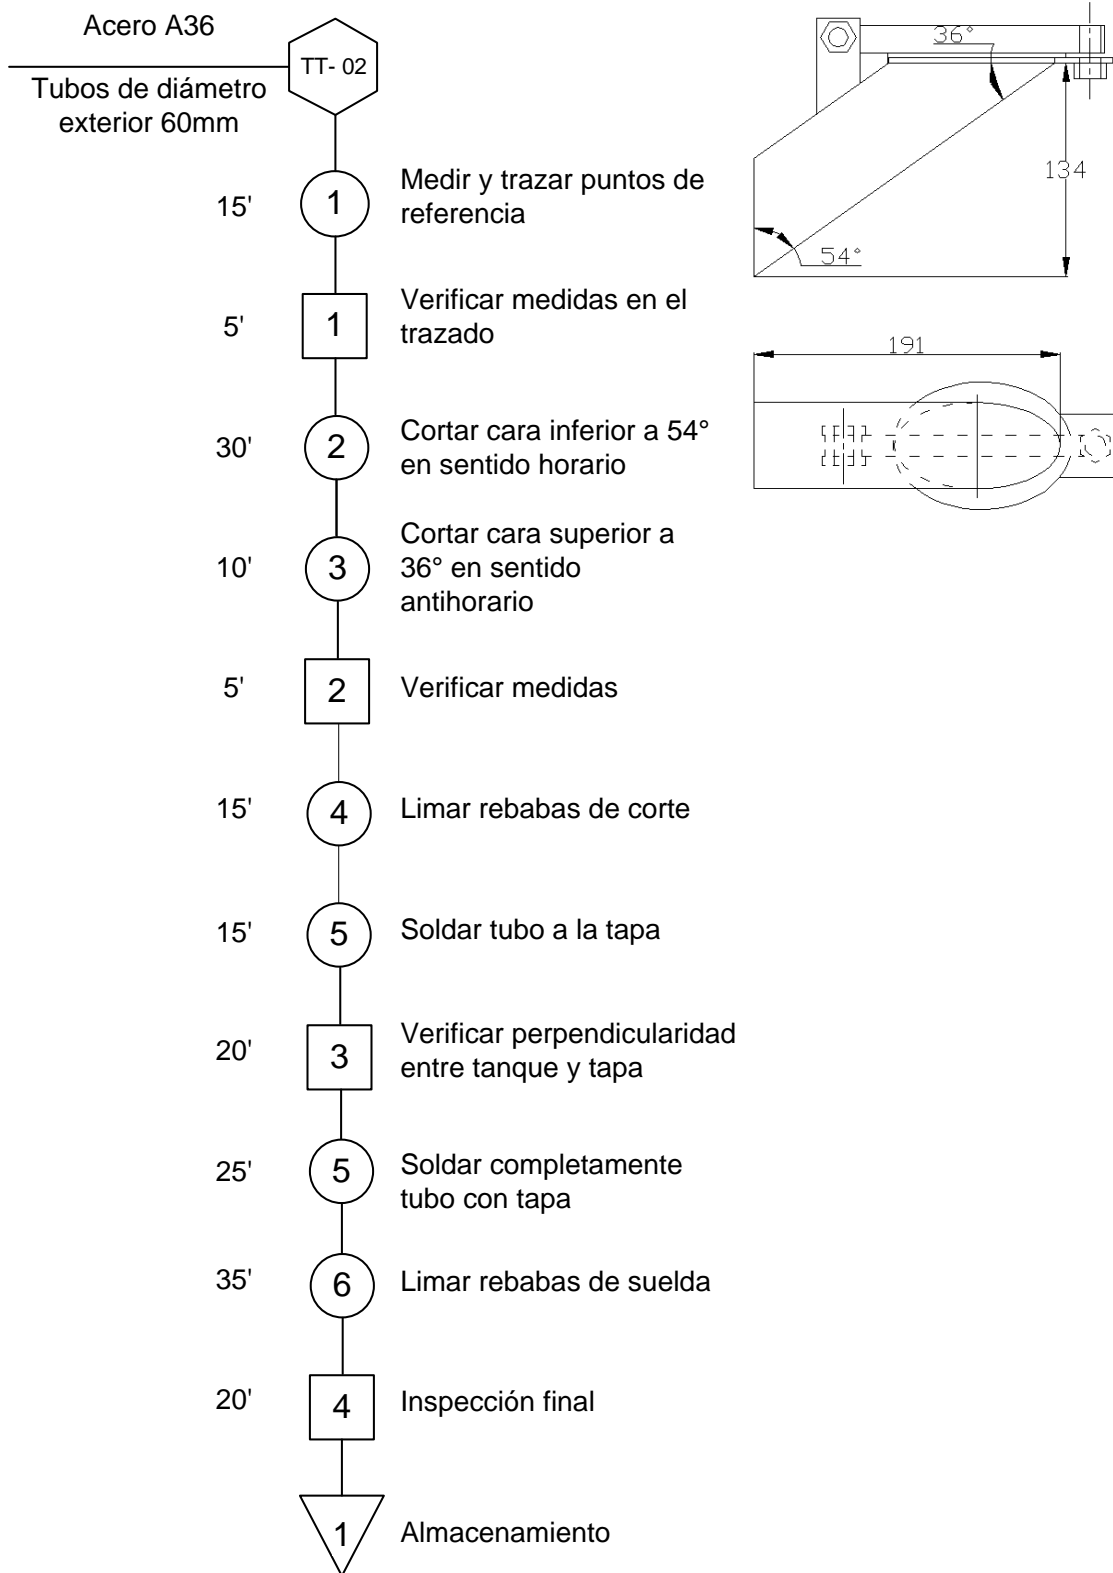 Acero A36
TT- 02
Tubos de diámetro
exterior 60mm
15'
1
Medir y trazar puntos de
referencia
5'
1
Verificar medidas en el
trazado
30'
2
Cortar cara inferior a 54°
en sentido horario
10'
3
Cortar cara superior a
36° en sentido
antihorario
5'
2
Verificar medidas
15'
4
Limar rebabas de corte
15'
5
Soldar tubo a la tapa
20'
3
Verificar perpendicularidad
entre tanque y tapa
25'
5
Soldar completamente
tubo con tapa
35'
6
Limar rebabas de suelda
20'
4
Inspección final
1
Almacenamiento
36°
134
54°
191